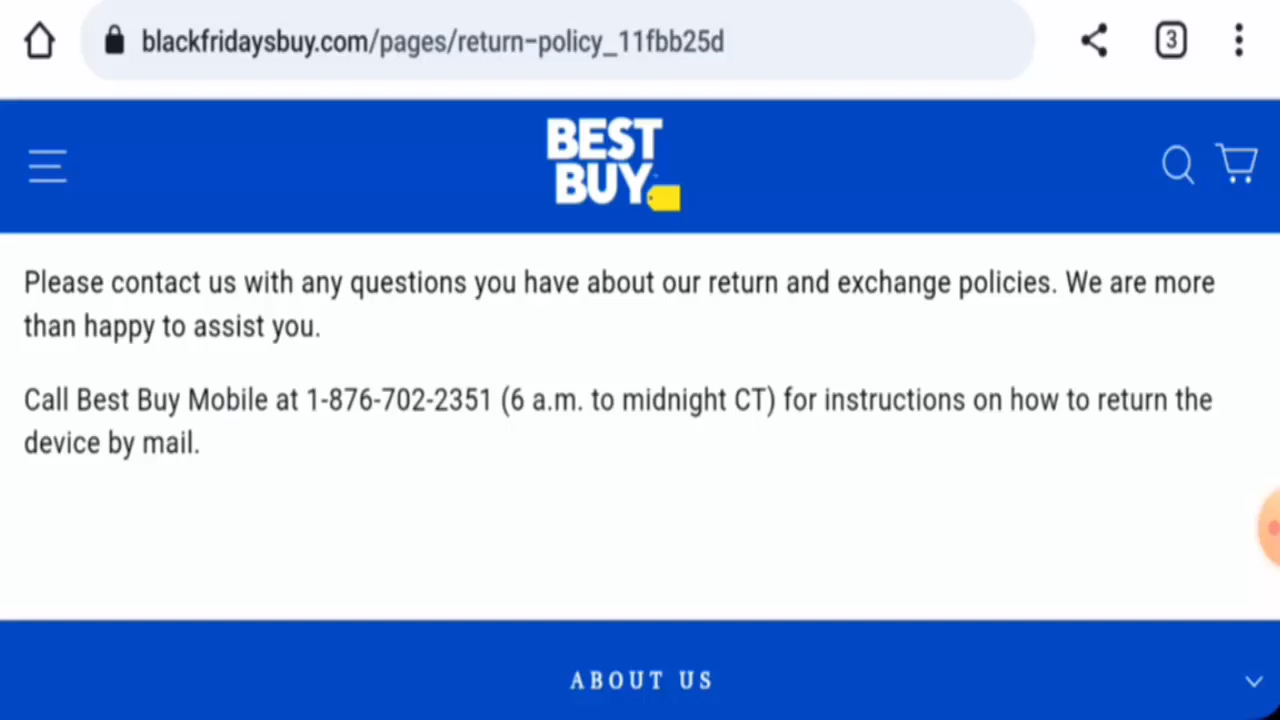 blackfridaysbuy.com/pages/return-policy_11fbb25d
3
BEST
BUY
Please contact us with any questions you have about our return and exchange policies. We are more
than happy to assist you.
Call Best Buy Mobile at 1-876-702-2351 (6 a.m. to midnight CT) for instructions on how to return the
device by mail.
ABOUT US